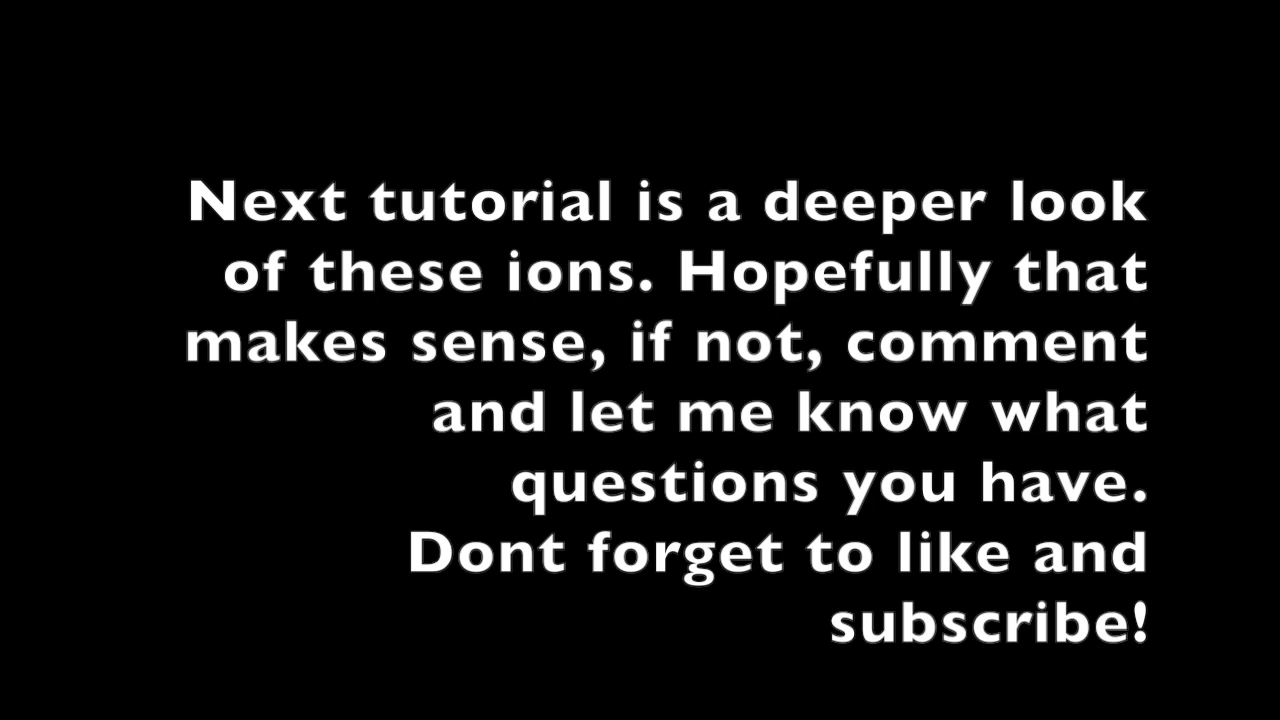 Next tutorial is a deeper look
of these ions. Hopefully that
makes sense, if not, comment
and let me know what
questions you have.
Dont forget to like and
subscribe!